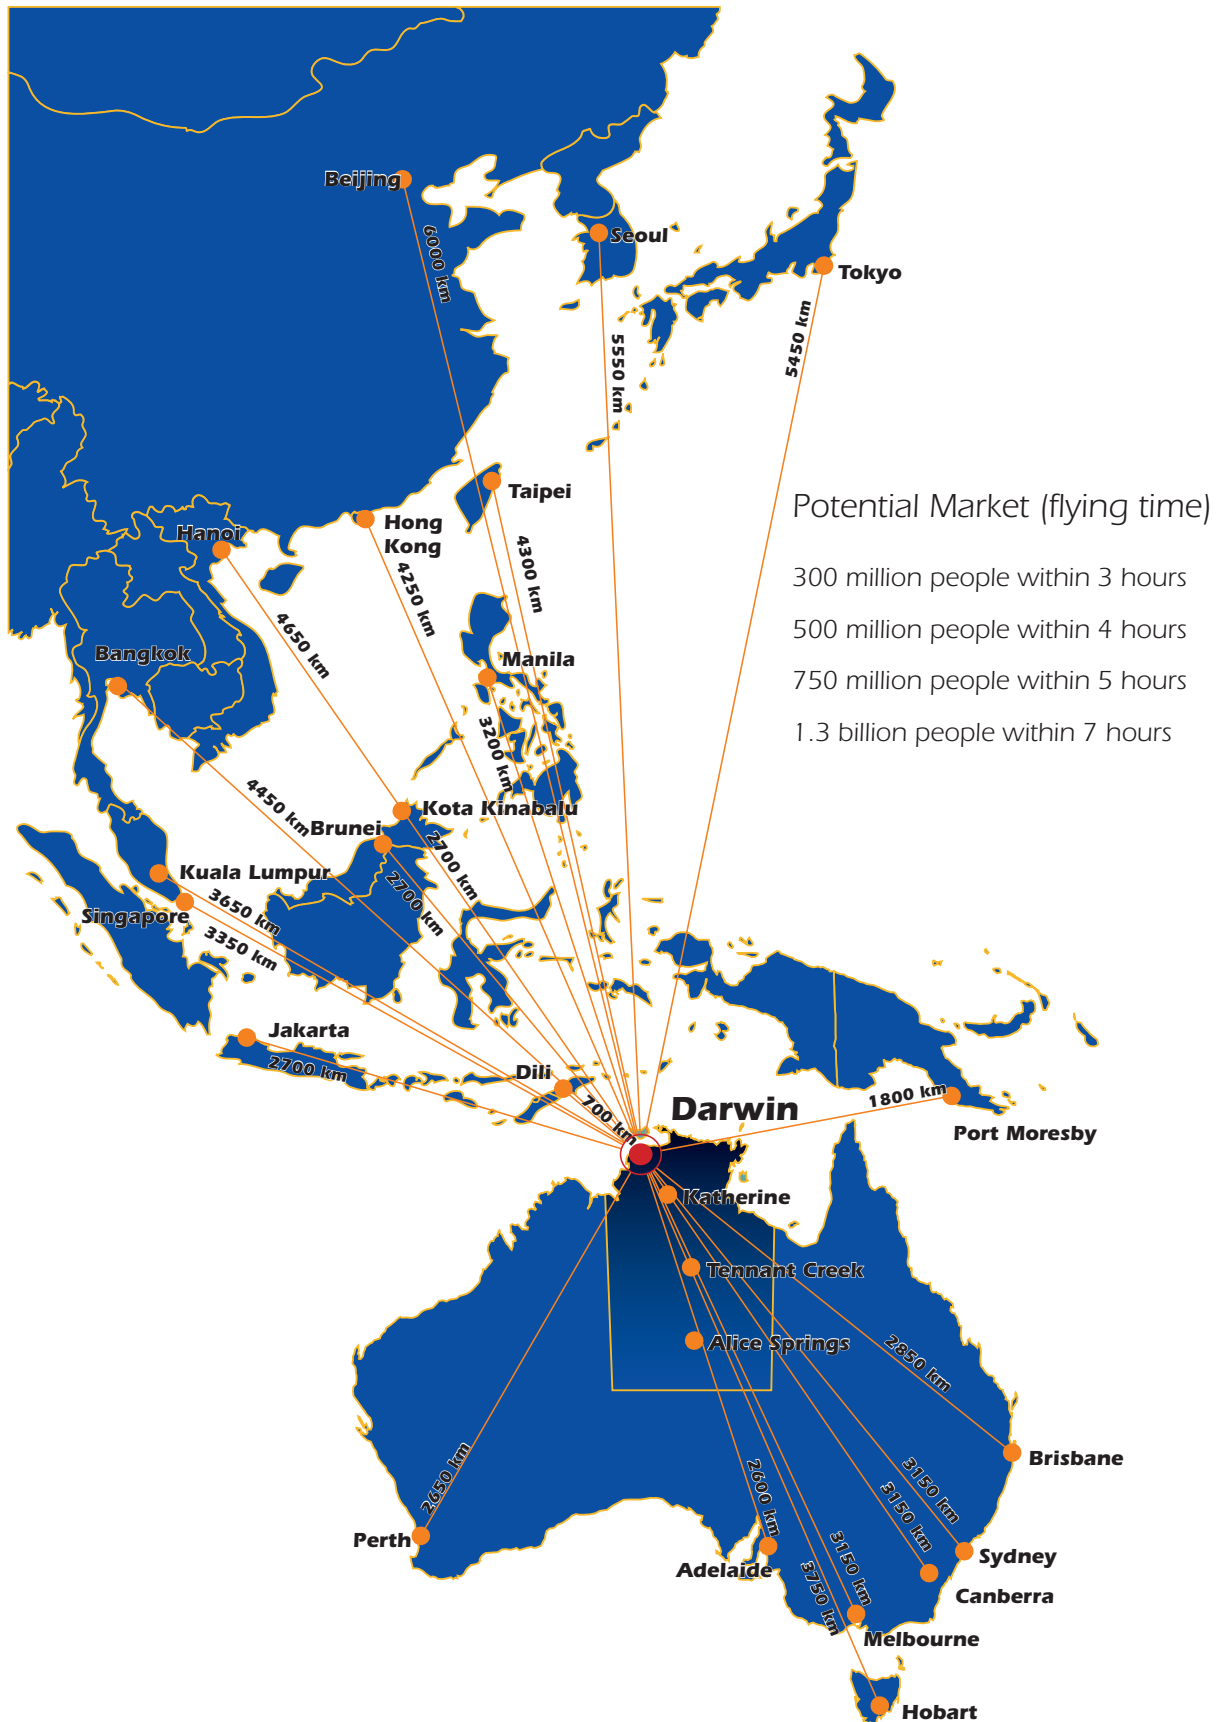 Beijing
Seoul
Tokyo
6000 km
5550 km
5450 km
Taipei
Hong
Kong
Hanoi
4300 km
4250 km
4650 km
Potential Market (flying time)
300 million people within 3 hours
500 million people within 4 hours
750 million people within 5 hours
1.3 billion people within 7 hours
Bangkok
Manila
3200 km
4450 km
Kota Kinabalu
Brunei
2700 km
2700 km
Kuala Lumpur
Singapore
3650 km
3350 km
Jakarta
2700 km
Dili
700 km
Darwin
1800 km
Port Moresby
Katherine
Tennant Creek
Alice Springs
2850 km
Brisbane
2650 km
Perth
2600 km
Adelaide
3150 km
3150 km
Sydney
Canberra
3150 km
3750 km
Melbourne
Hobart